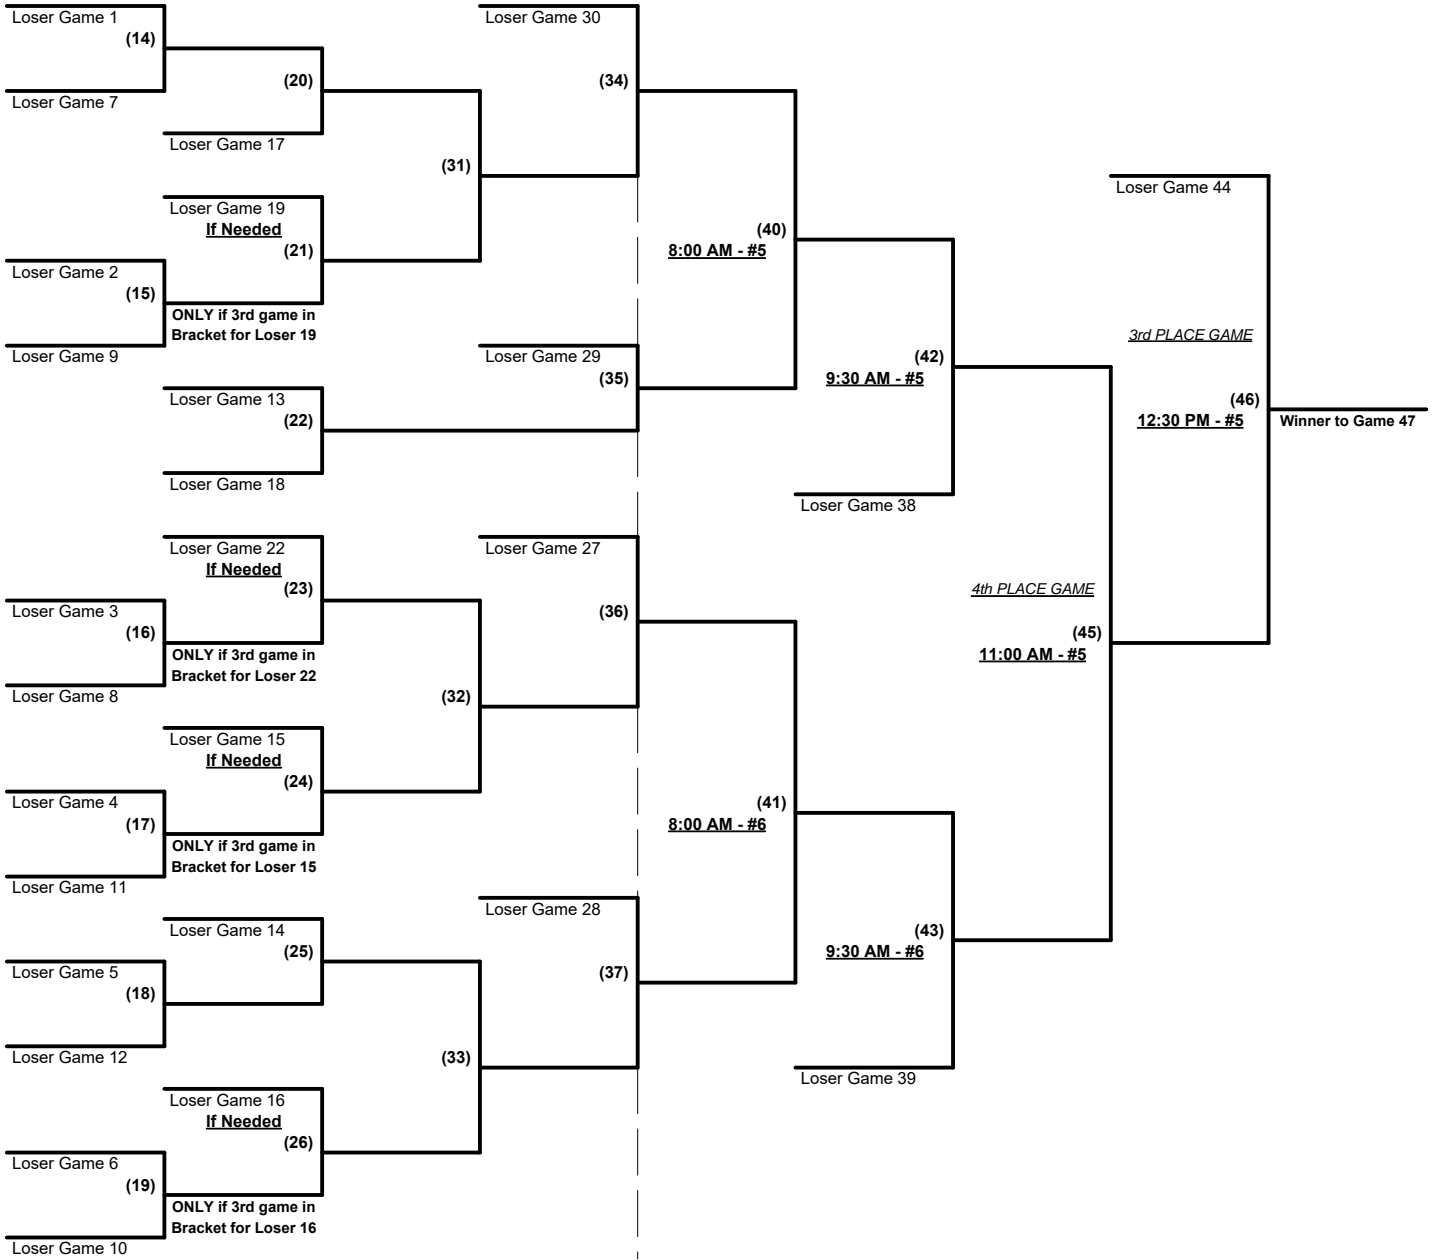 Loser Game 1
(14)
Loser Game 7
(20)
Loser Game 17
(31)
Loser Game 19
If Needed
(21)
Loser Game 2
(15)
ONLY if 3rd game in
Bracket for Loser 19
Loser Game 9
Loser Game 30
(34)
(40)
8:00 AM - #5
Loser Game 29
(35)
Loser Game 13
(22)
Loser Game 18
(42)
9:30 AM - #5
Loser Game 38
Loser Game 44
3rd PLACE GAME
(46)
12:30 PM - #5
Winner to Game 47
Loser Game 22
If Needed
(23)
Loser Game 3
(16)
ONLY if 3rd game in
Bracket for Loser 22
Loser Game 8
(32)
Loser Game 27
(36)
Loser Game 15
If Needed
(24)
Loser Game 4
(17)
ONLY if 3rd game in
Bracket for Loser 15
Loser Game 11
(41)
8:00 AM - #6
4th PLACE GAME
(45)
11:00 AM - #5
Loser Game 14
(25)
Loser Game 5
(18)
Loser Game 12
Loser Game 28
(37)
(33)
(43)
9:30 AM - #6
Loser Game 39
Loser Game 16
If Needed
(26)
Loser Game 6
(19)
ONLY if 3rd game in
Bracket for Loser 16
Loser Game 10